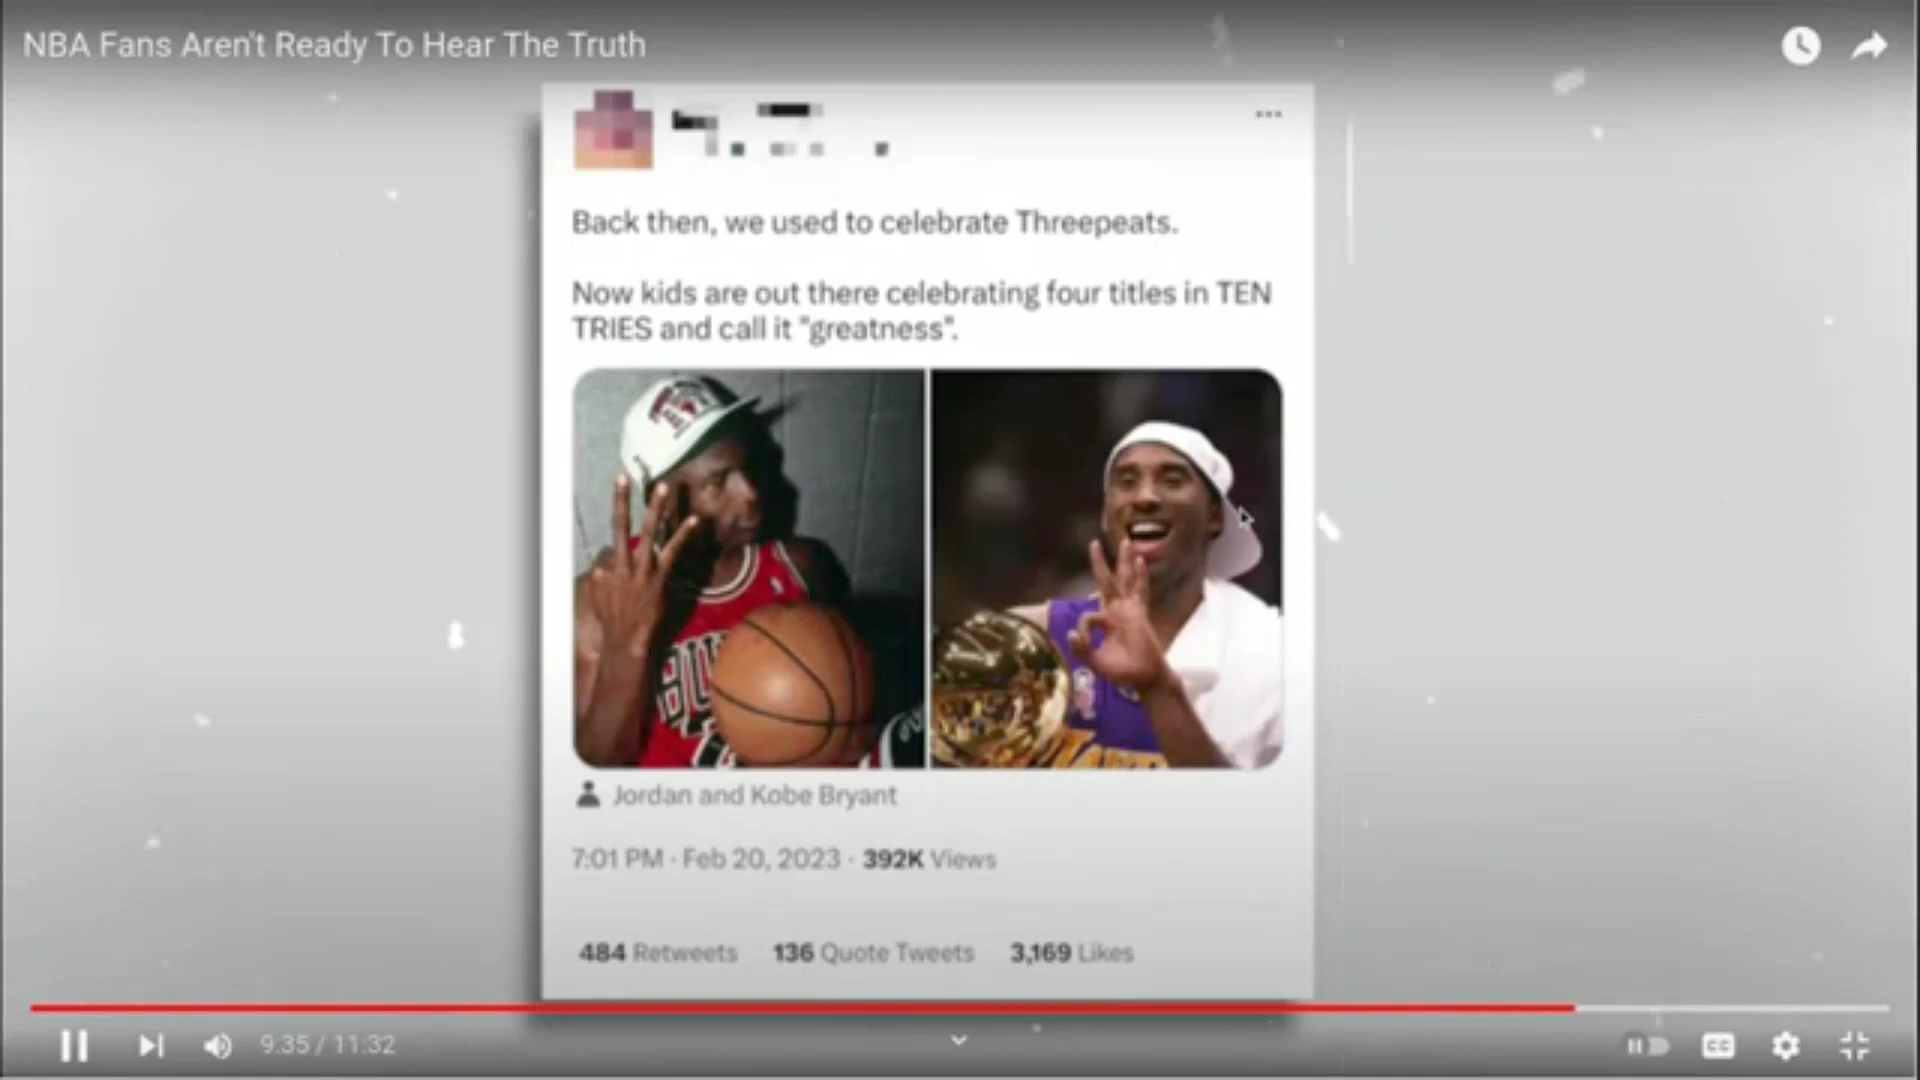 NBA Fans Aren't Ready To Hear The Truth
Back then, we used to celebrate Threepeats.
Now kids are out there celebrating four titles in TEN
TRIES and call it "greatness".
Jordan and Kobe Bryant
7:01 PM · Feb 20, 2023 · 392K Views
484 Retweets 136 Quote Tweets 3,169 Likes
9:35 / 11:32
CC